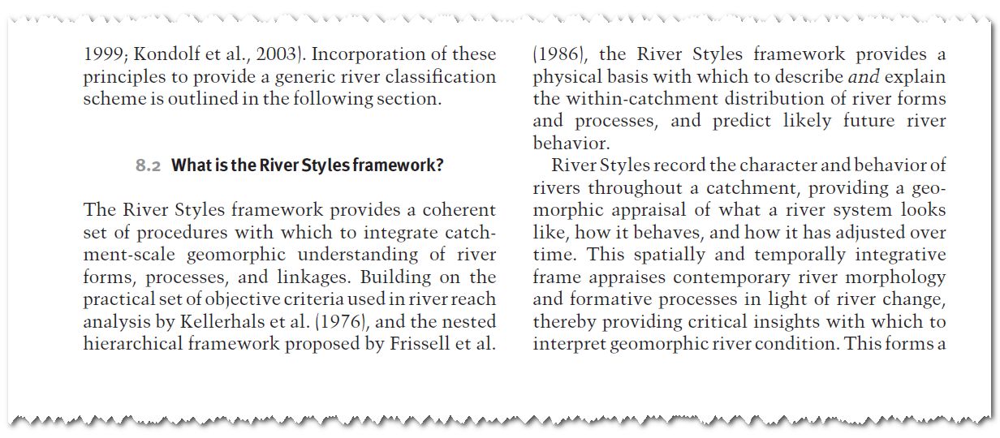 1999; Kondolf et al., 2003). Incorporation of these
principles to provide a generic river classification
scheme is outlined in the following section.
8.2 What is the River Styles framework?
The River Styles framework provides a coherent
set of procedures with which to integrate catch-
ment-scale geomorphic understanding of river
forms, processes, and linkages. Building on the
practical set of objective criteria used in river reach
analysis by Kellerhals et al. (1976), and the nested
hierarchical framework proposed by Frissell et al.
(1986), the River Styles framework provides a
physical basis with which to describe and explain
the within-catchment distribution of river forms
and processes, and predict likely future river
behavior.
River Styles record the character and behavior of
rivers throughout a catchment, providing a geo-
morphic appraisal of what a river system looks
like, how it behaves, and how it has adjusted over
time. This spatially and temporally integrative
frame appraises contemporary river morphology
and formative processes in light of river change,
thereby providing critical insights with which to
interpret geomorphic river condition. This forms a